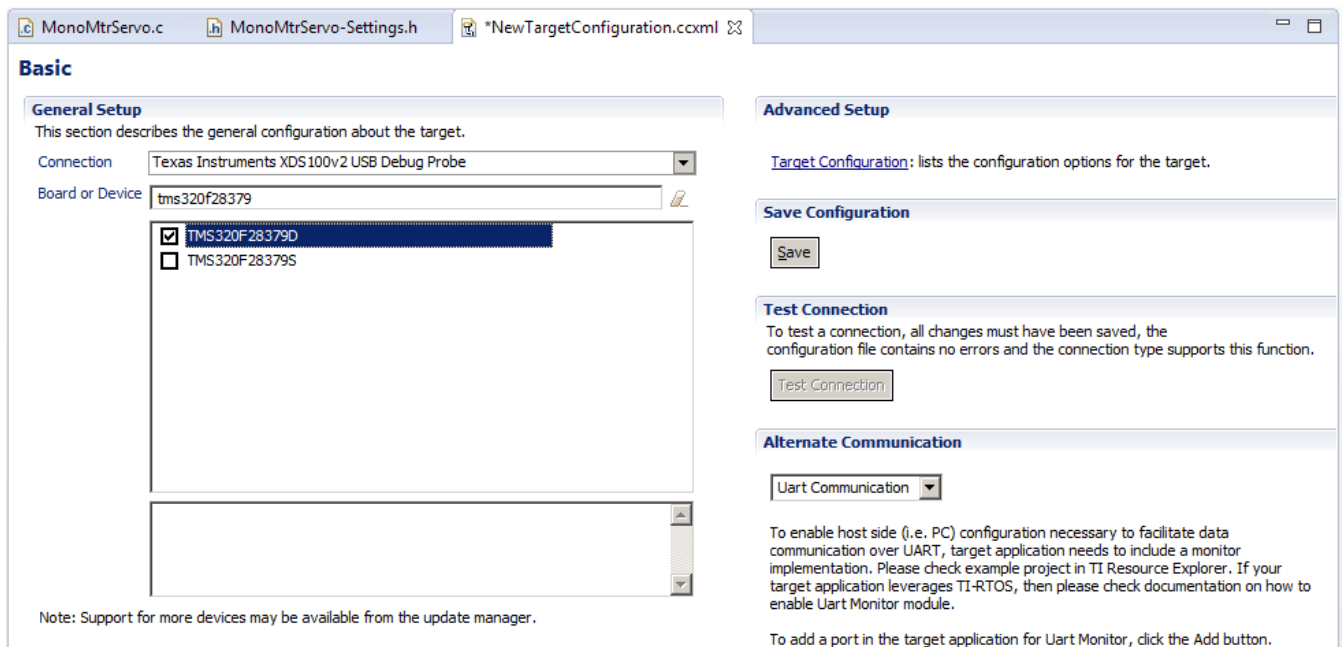 MonoMtrServo.c
MonoMtrServo-Settings.h
*NewTargetConfiguration.ccxml
Basic
General Setup
This section describes the general configuration about the target.
Connection
Texas Instruments XDS100v2 USB Debug Probe
Board or Device
tms320f28379
TMS320F28379D
TMS320F28379S
Note: Support for more devices may be available from the update manager.
Advanced Setup
Target Configuration: lists the configuration options for the target.
Save Configuration
Save
Test Connection
To test a connection, all changes must have been saved, the
configuration file contains no errors and the connection type supports this function.
Test Connection
Alternate Communication
Uart Communication
To enable host side (i.e. PC) configuration necessary to facilitate data
communication over UART, target application needs to include a monitor
implementation. Please check example project in TI Resource Explorer. If your
target application leverages TI-RTOS, then please check documentation on how to
enable Uart Monitor module.
To add a port in the target application for Uart Monitor, click the Add button.